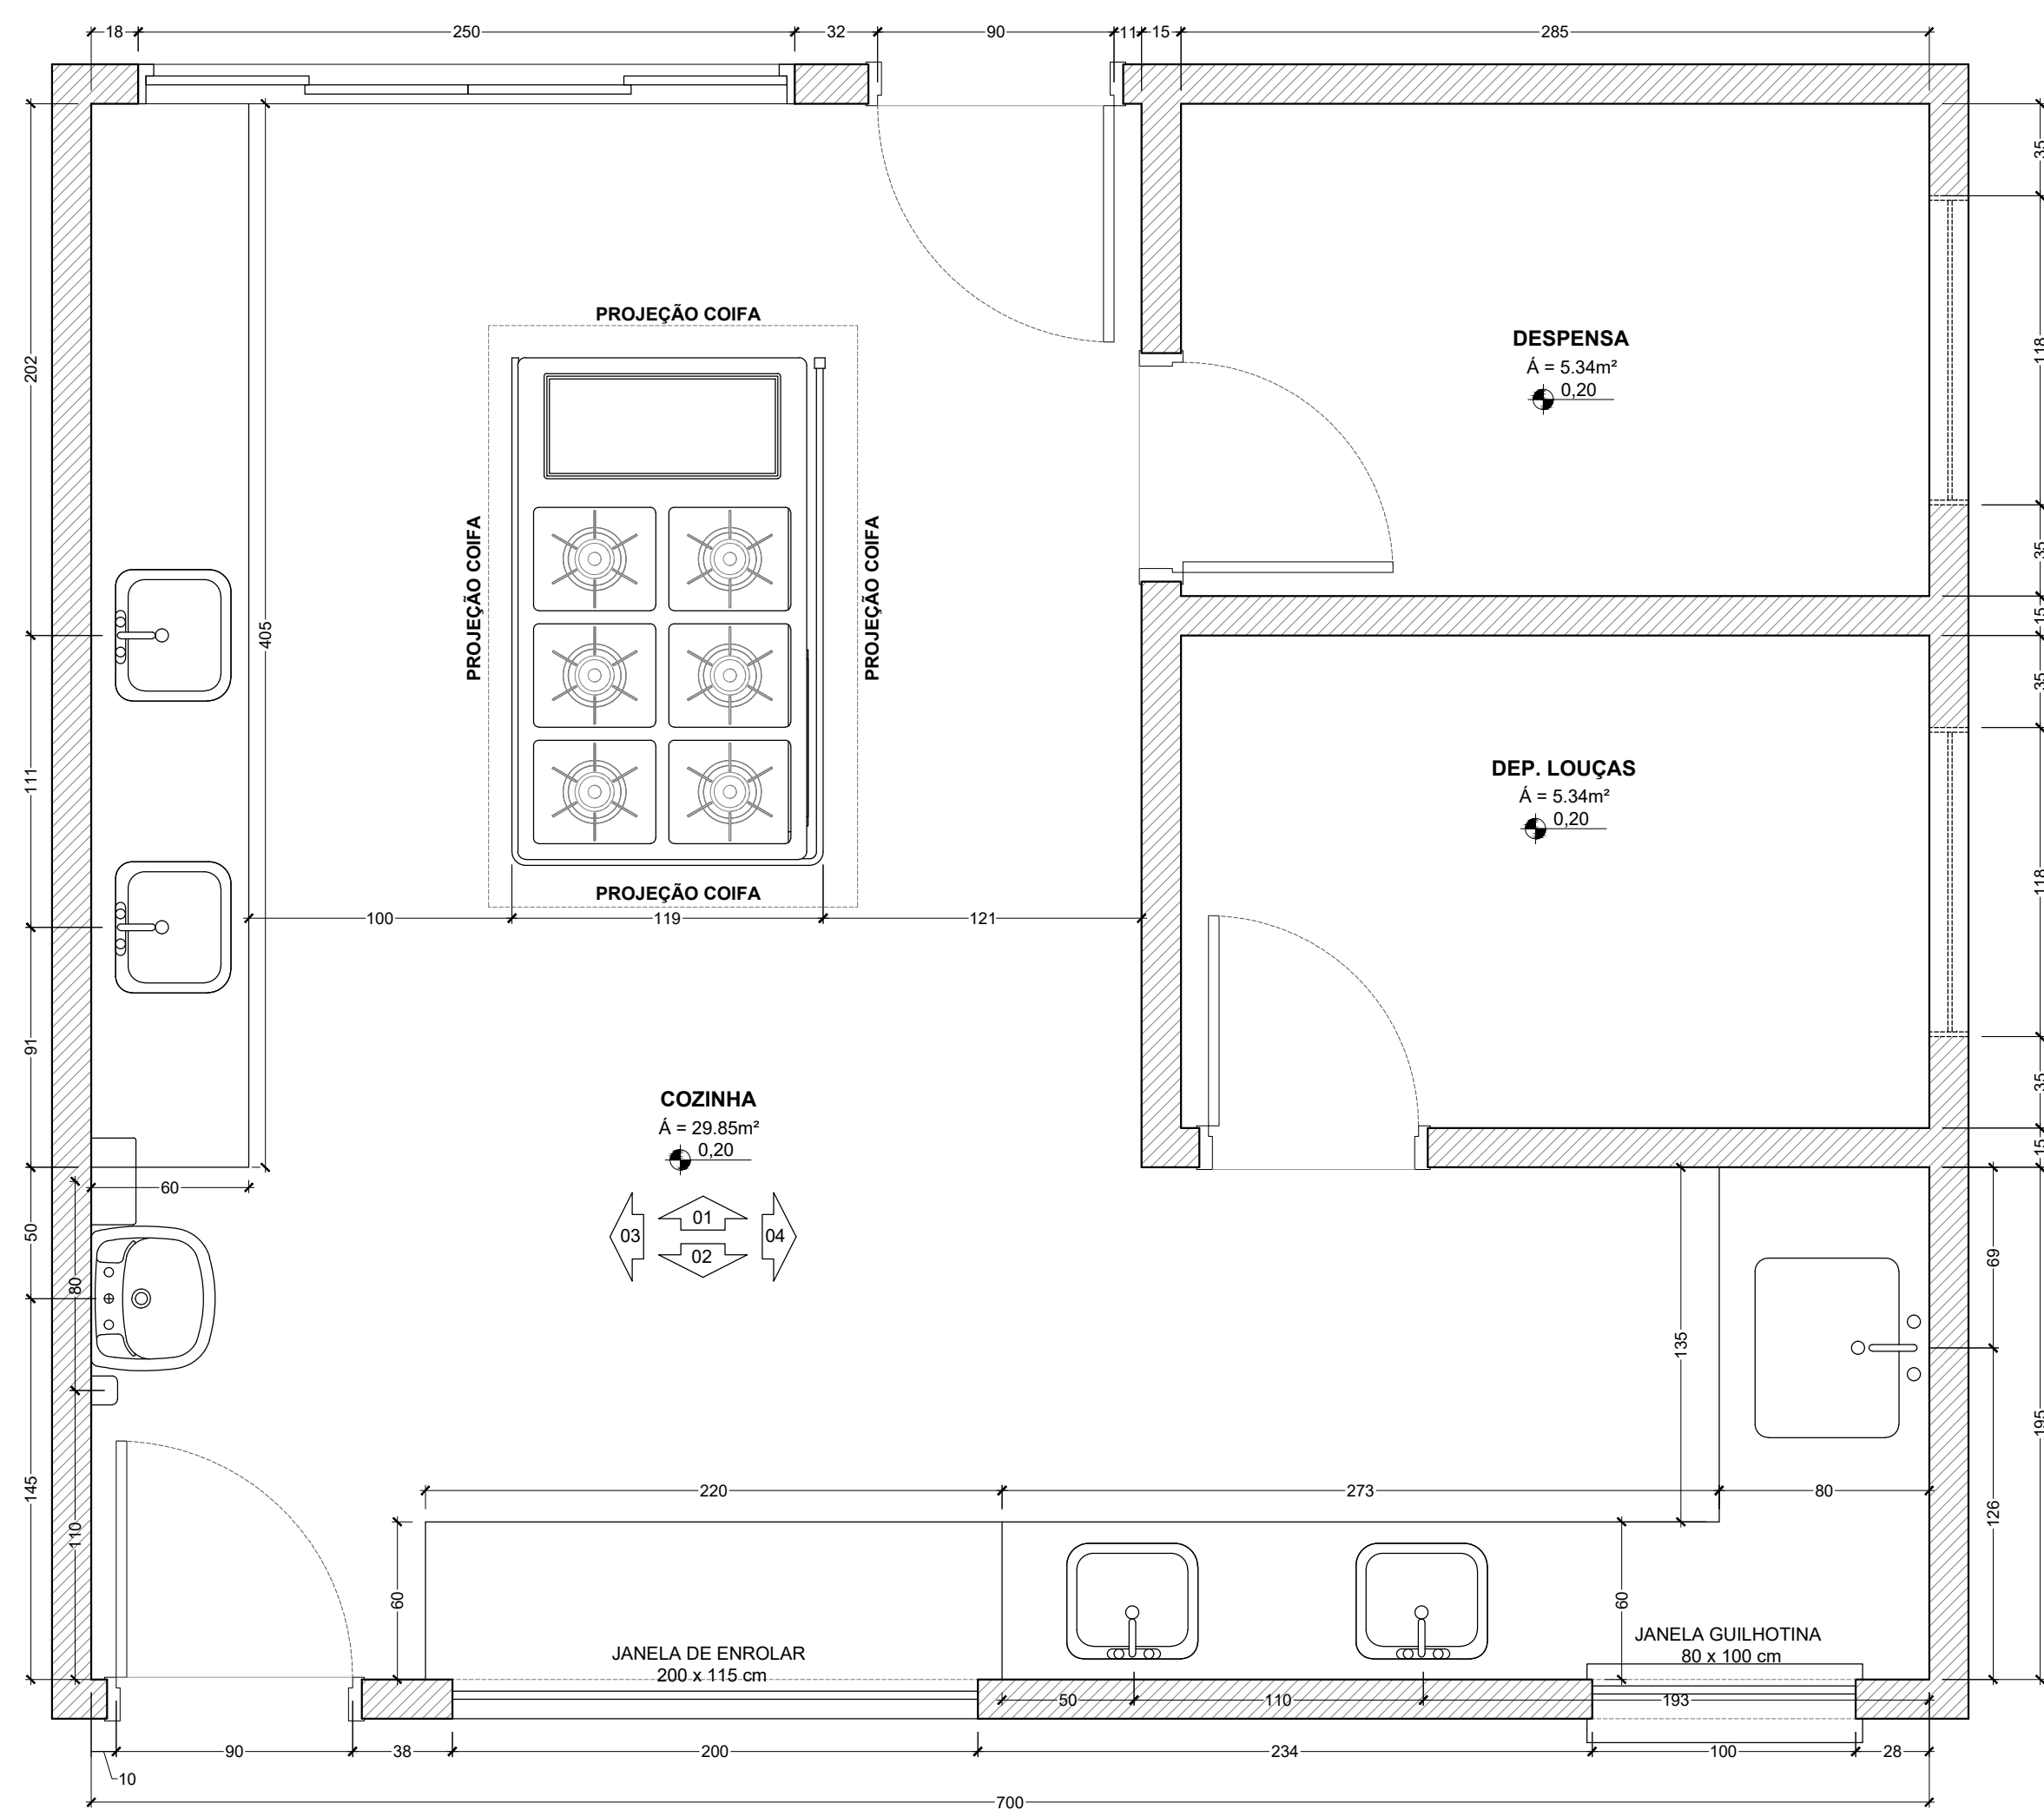 18 250 32 90 11 15 285
35
PROJEÇÃO COIFA
DESPENSA
Á = 5.34m²
0,20
118
202
PROJEÇÃO COIFA
PROJEÇÃO COIFA
35
15
405
35
111
DEP. LOUÇAS
Á = 5.34m²
0,20
118
PROJEÇÃO COIFA
100 119 121
91
COZINHA
Á = 29.85m²
0,20
35
15
60
50
01
03 04
02
80
69
135
195
145
220 273 80
110
126
60
60
JANELA DE ENROLAR
200 x 115 cm
JANELA GUILHOTINA
80 x 100 cm
50 110 193
90 38 200 234 100 28
10
700